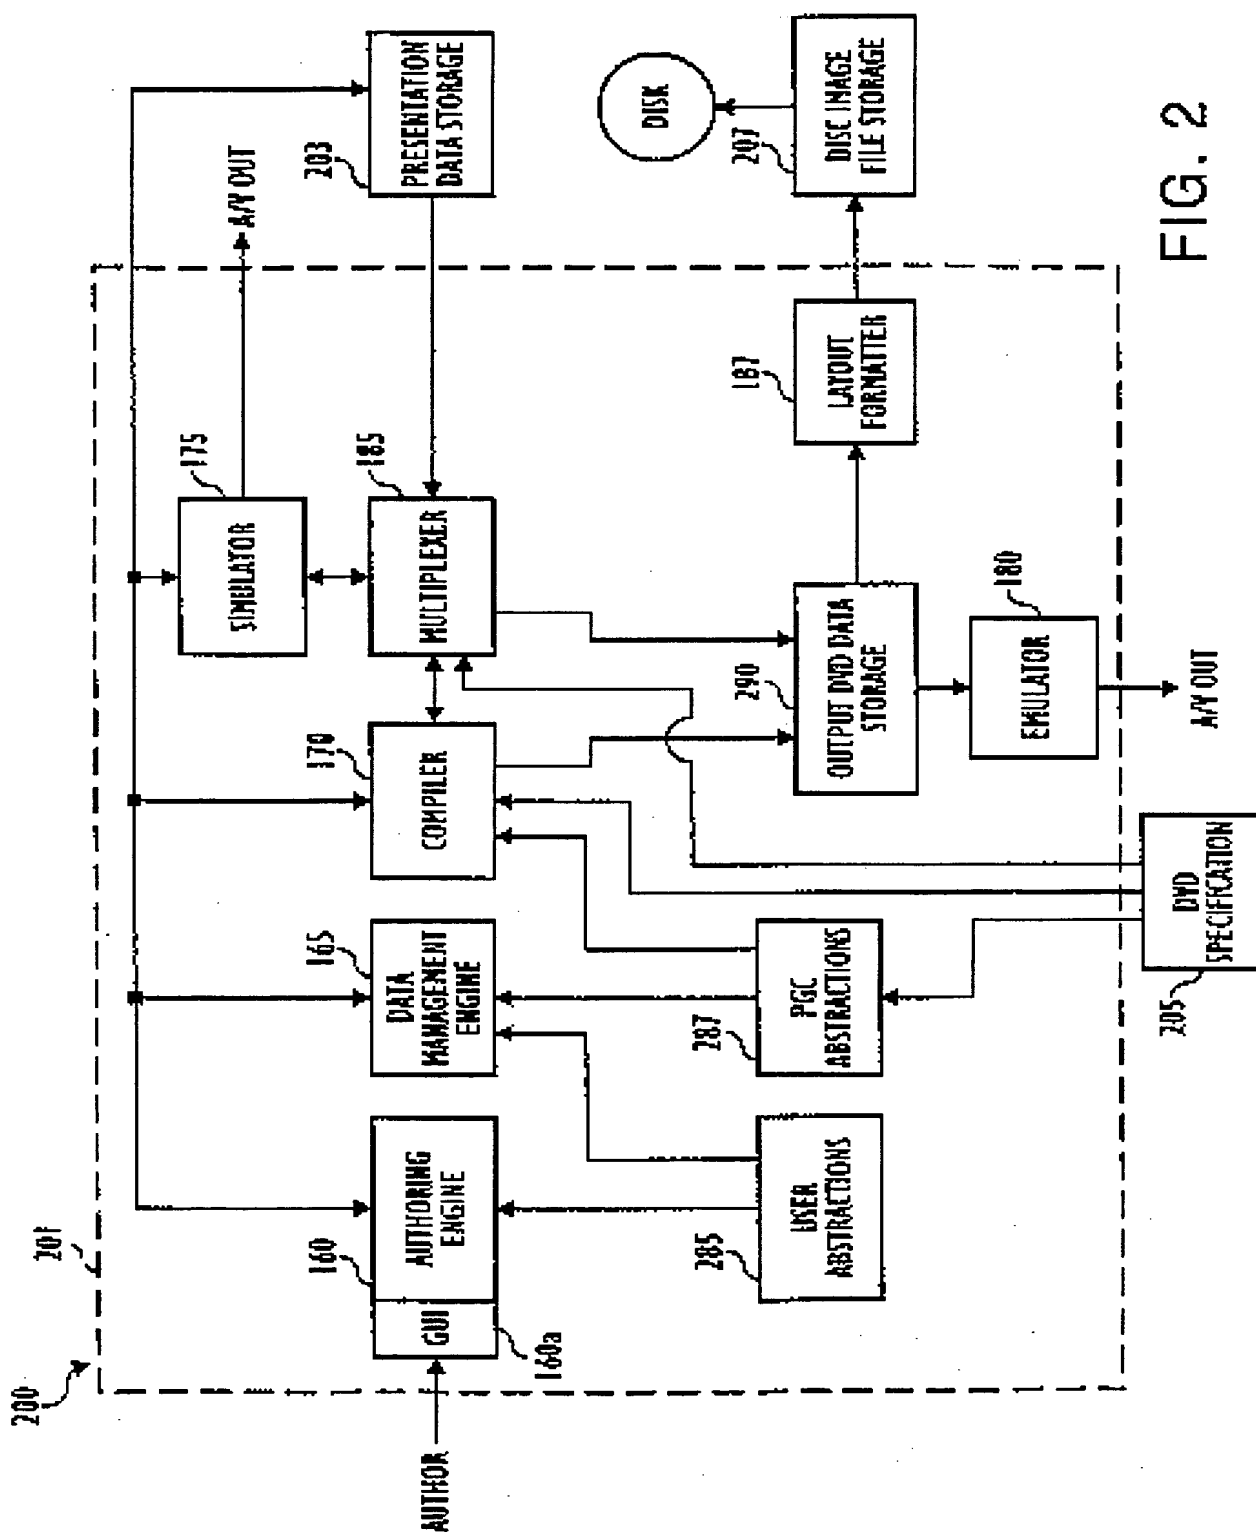 200
201
AUTHOR
GUI
160a
160
AUTHORING
ENGINE
165
DATA
MANAGEMENT
ENGINE
170
COMPILER
175
SIMULATOR
A/V OUT
185
MULTIPLEXER
203
PRESENTATION
DATA STORAGE
285
USER
ABSTRACTIONS
287
PGC
ABSTRACTIONS
290
OUTPUT DVD DATA
STORAGE
187
LAYOUT
FORMATTER
207
DISC IMAGE
FILE STORAGE
DISK
180
EMULATOR
A/V OUT
205
DVD
SPECIFICATION
FIG. 2